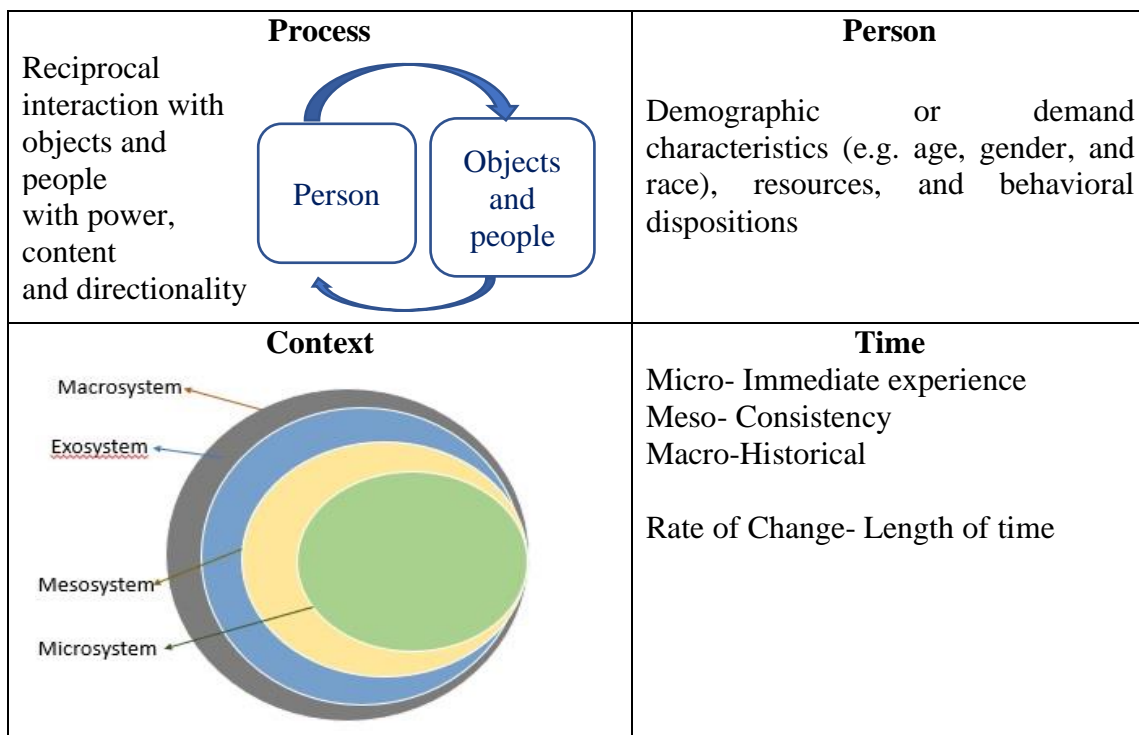 Process
Reciprocal
interaction with
objects and
people
with power,
content
and directionality
Person
Objects
and
people
Person
Demographic or demand
characteristics (e.g. age, gender, and
race), resources, and behavioral
dispositions
Context
Macrosystem
Exosystem
Mesosystem
Microsystem
Time
Micro- Immediate experience
Meso- Consistency
Macro-Historical
Rate of Change- Length of time